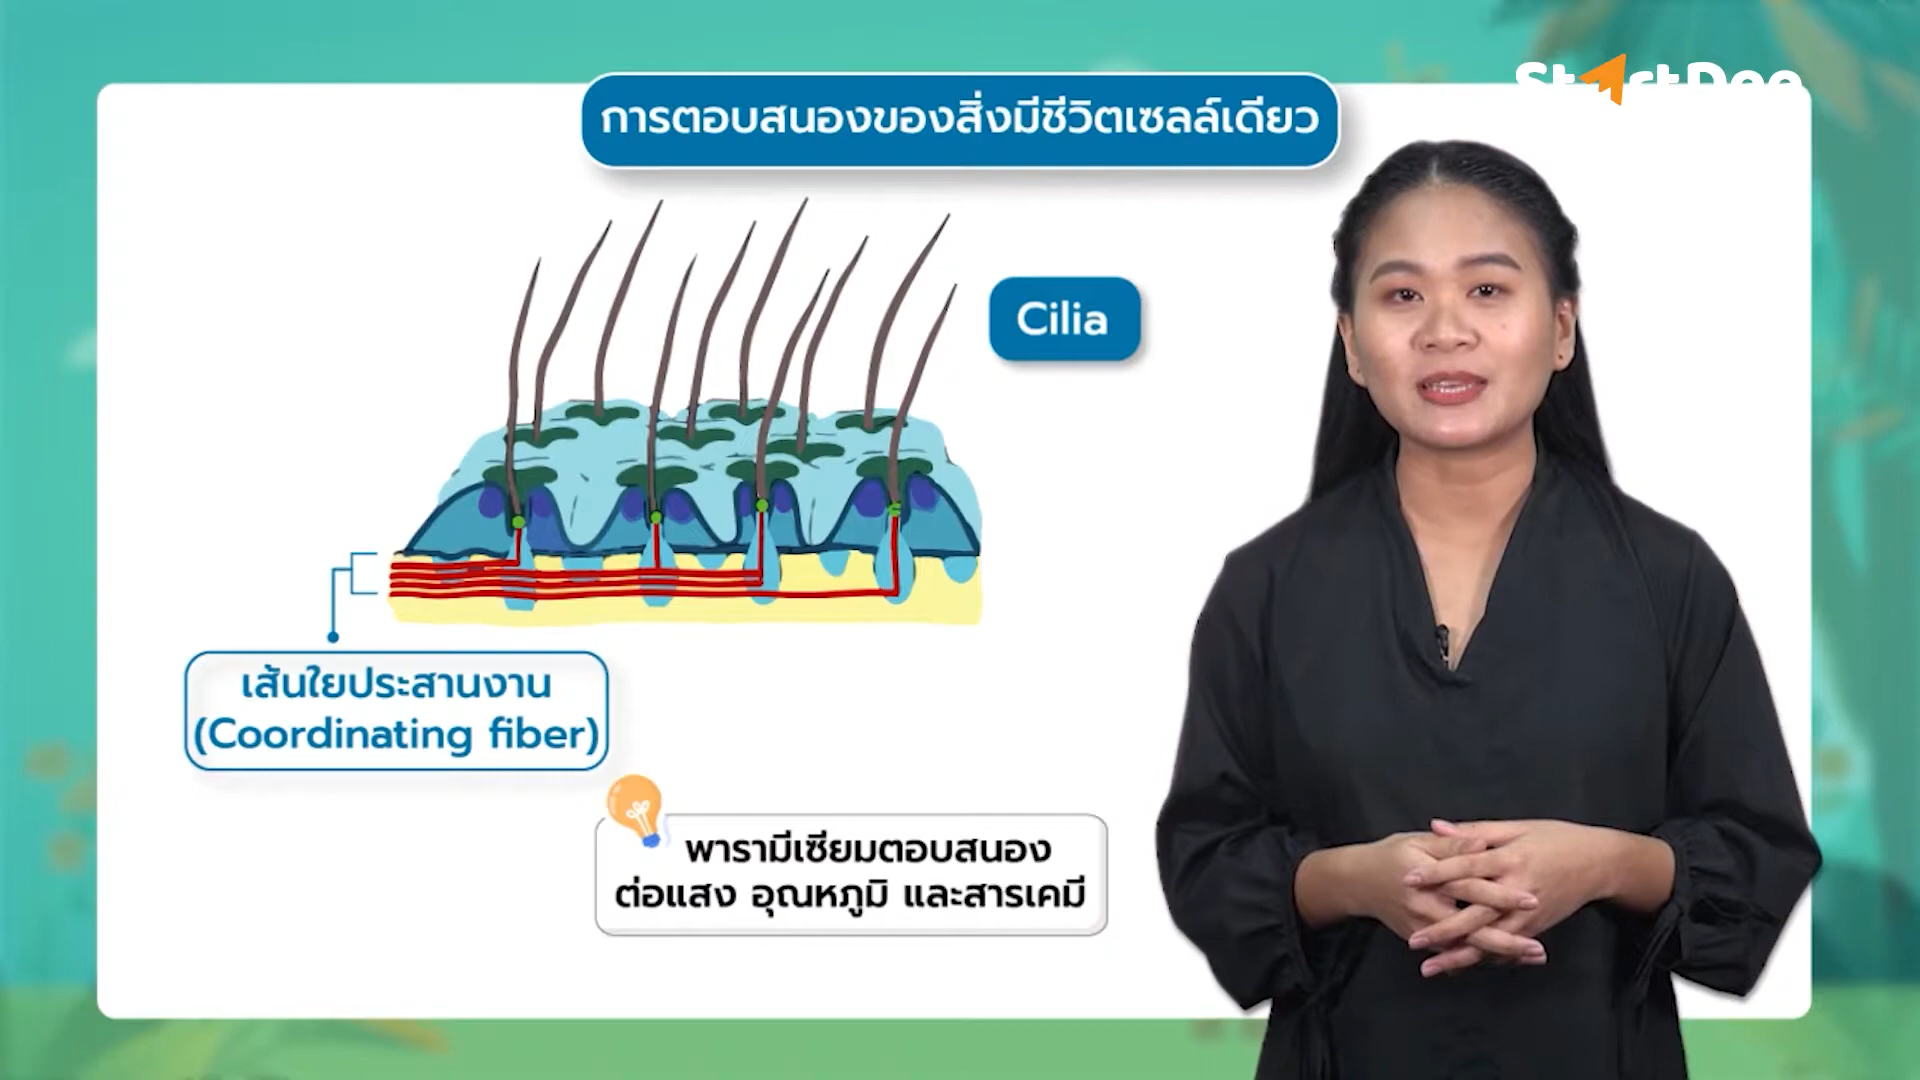 StartDee
การตอบสนองของสิ่งมีชีวิตเซลล์เดียว
Cilia
เส้นใยประสานงาน
(Coordinating fiber)
พารามีเซียมตอบสนอง
ต่อแสง อุณหภูมิ และสารเคมี